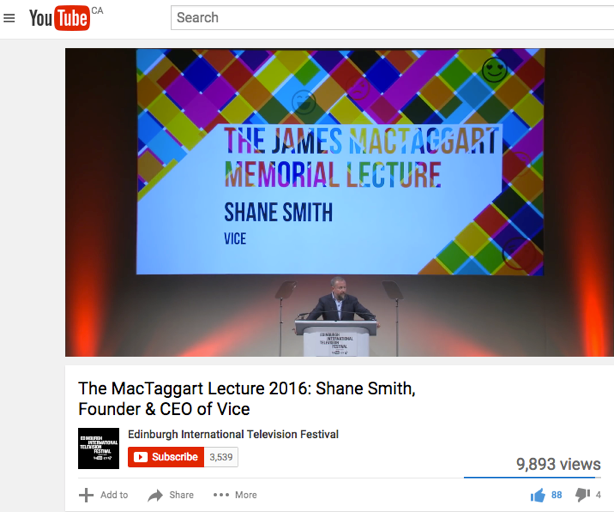 YouTube CA
Search
THE JAMES MACTAGGART
MEMORIAL LECTURE
SHANE SMITH
VICE
EDINBURGH
INTERNATIONAL
TELEVISION
FESTIVAL
The MacTaggart Lecture 2016: Shane Smith,
Founder & CEO of Vice
EDINBURGH
INTERNATIONAL
TELEVISION
FESTIVAL
Edinburgh International Television Festival
Subscribe 3,539
9,893 views
Add to Share More 88 4